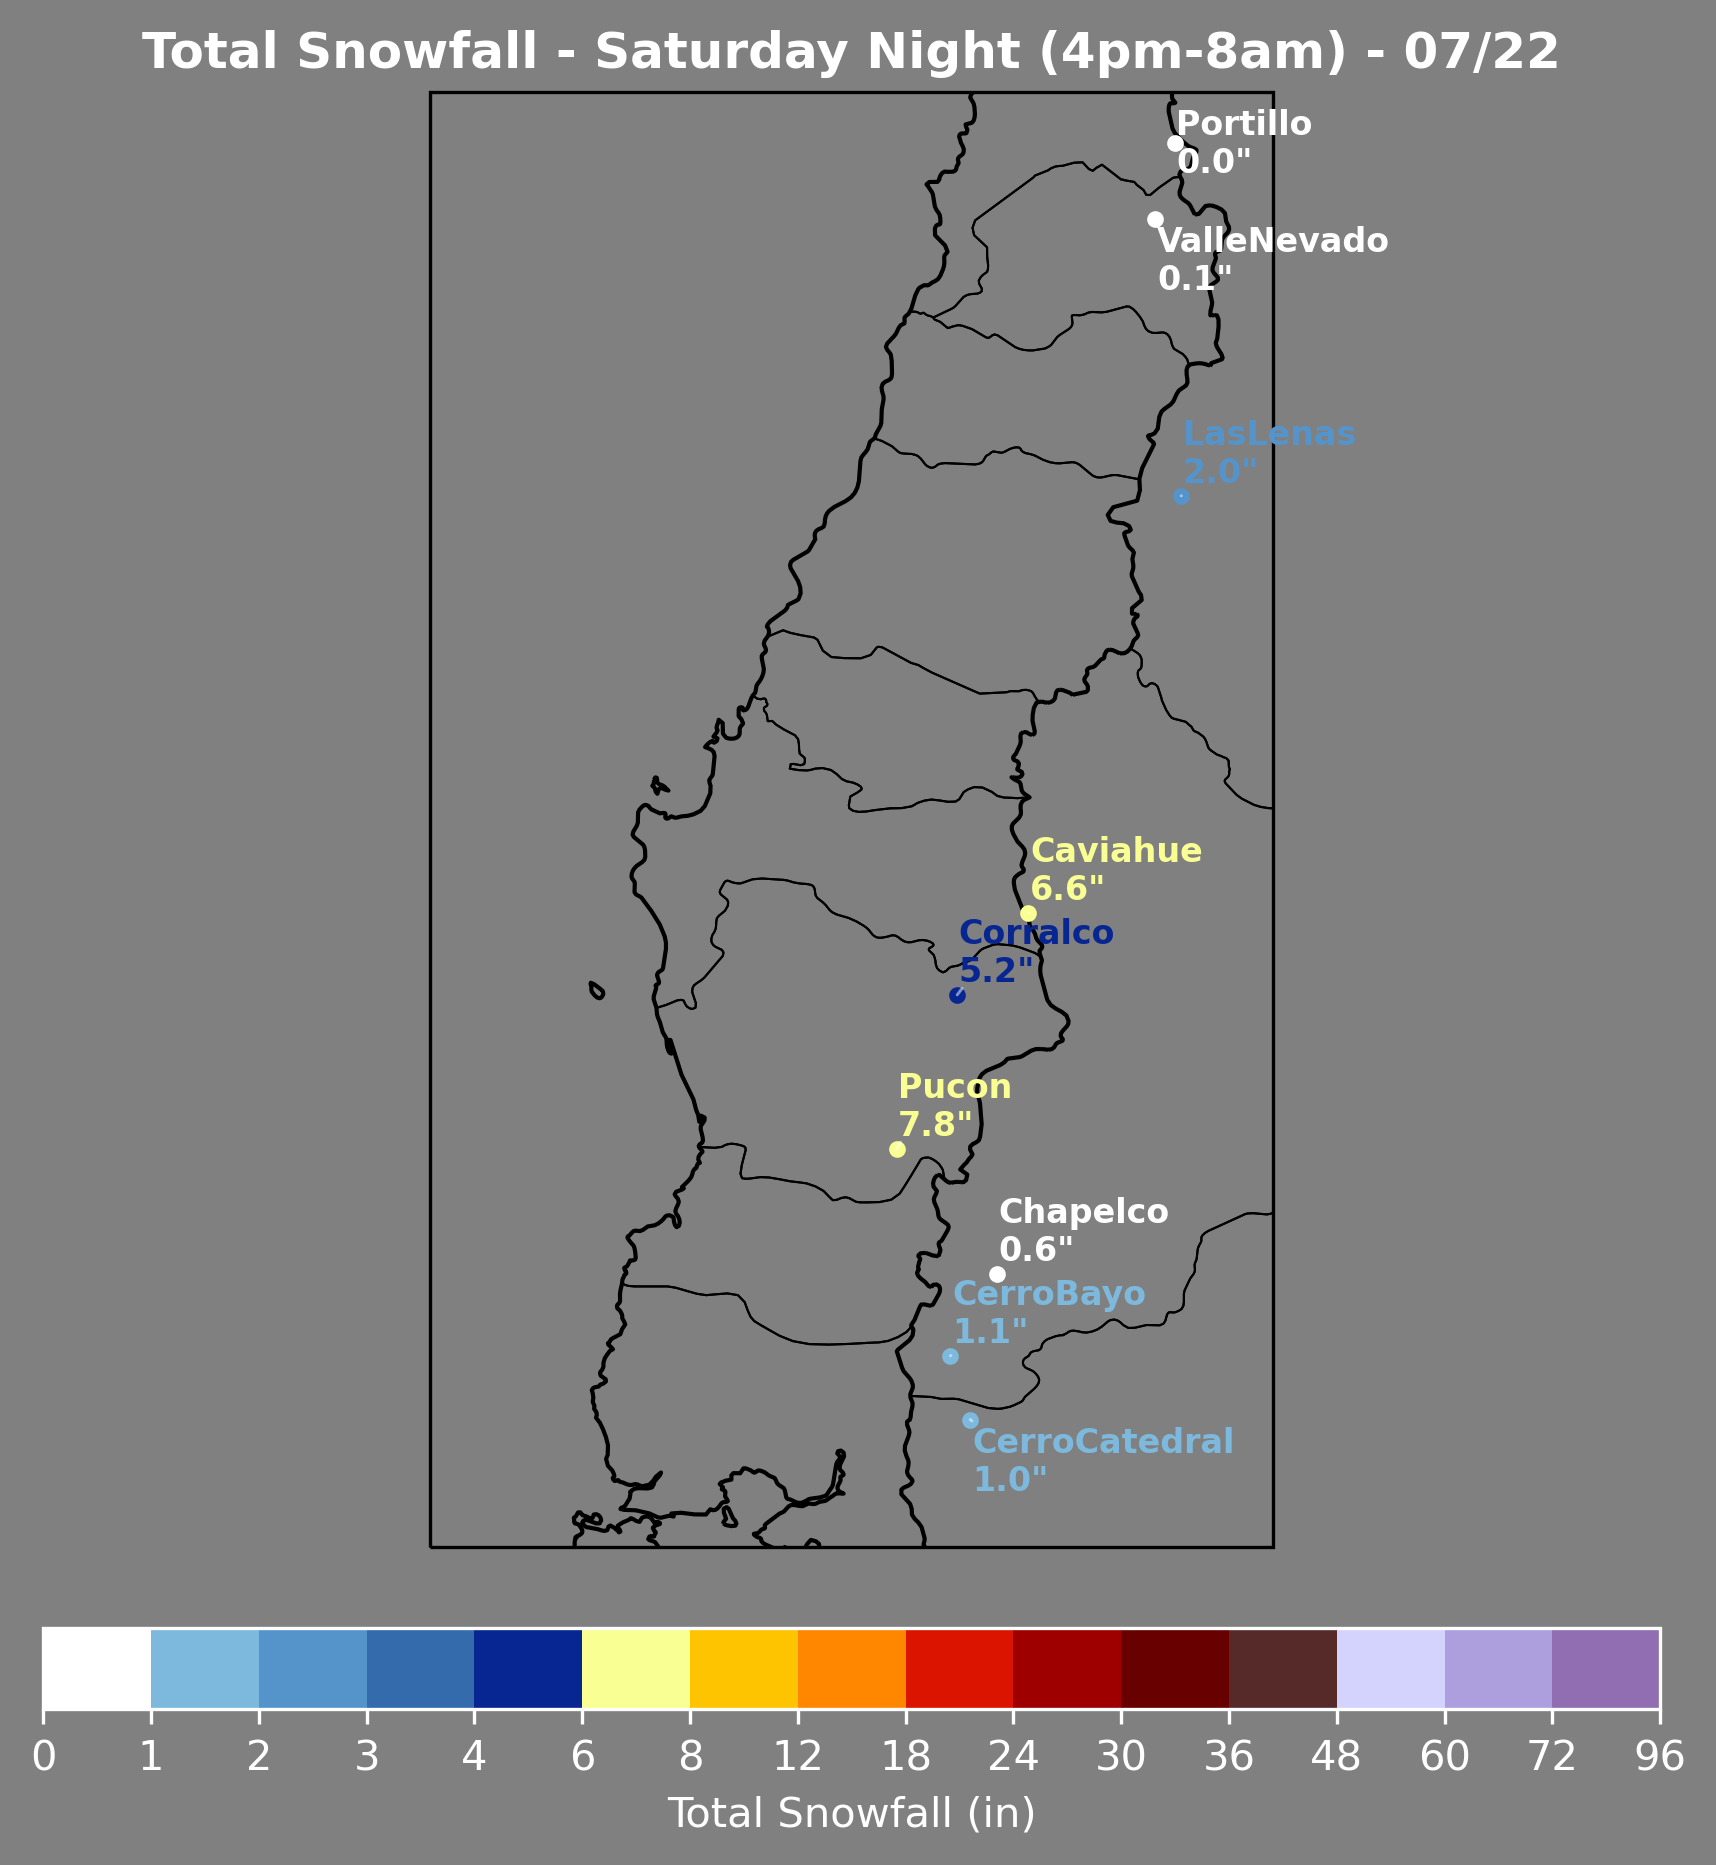 Total Snowfall - Saturday Night (4pm-8am) - 07/22
Portillo
0.0"
ValleNevado
0.1"
LasLenas
2.0"
Caviahue
6.6"
Corralco
5.2"
Pucon
7.8"
Chapelco
0.6"
CerroBayo
1.1"
CerroCatedral
1.0"
0 1 2 3 4 6 8 12 18 24 30 36 48 60 72 96
Total Snowfall (in)